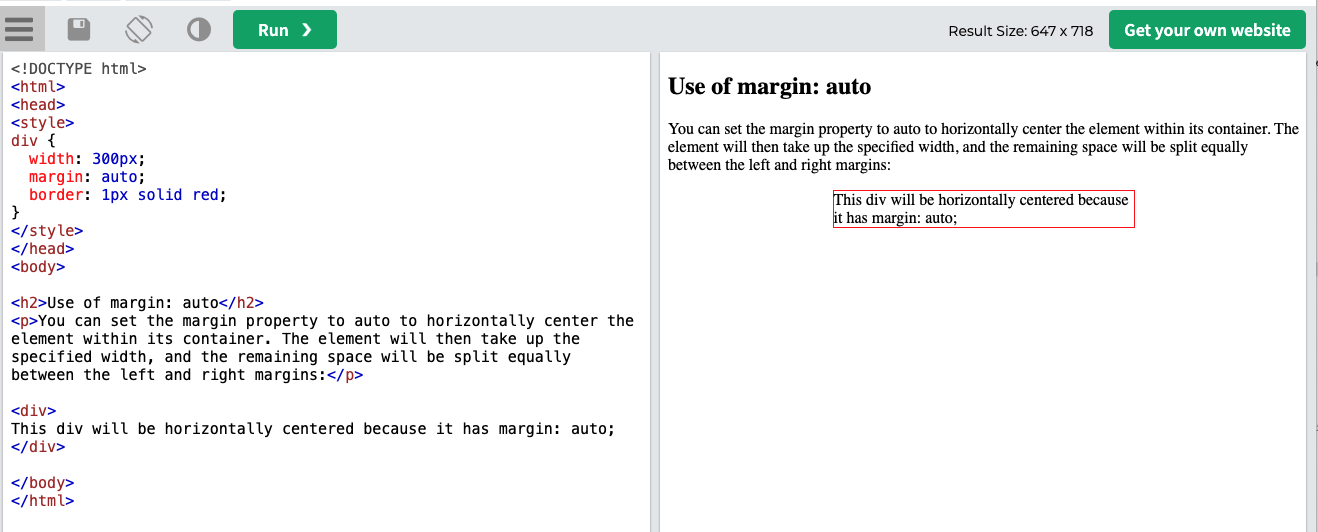 Run ❯
Result Size: 647 x 718
Get your own website
<!DOCTYPE html>
<html>
<head>
<style>
div {
  width: 300px;
  margin: auto;
  border: 1px solid red;
}
</style>
</head>
<body>

<h2>Use of margin: auto</h2>
<p>You can set the margin property to auto to horizontally center the
element within its container. The element will then take up the
specified width, and the remaining space will be split equally
between the left and right margins:</p>

<div>
This div will be horizontally centered because it has margin: auto;
</div>

</body>
</html>
Use of margin: auto
You can set the margin property to auto to horizontally center the element within its container. The
element will then take up the specified width, and the remaining space will be split equally
between the left and right margins:
This div will be horizontally centered because
it has margin: auto;